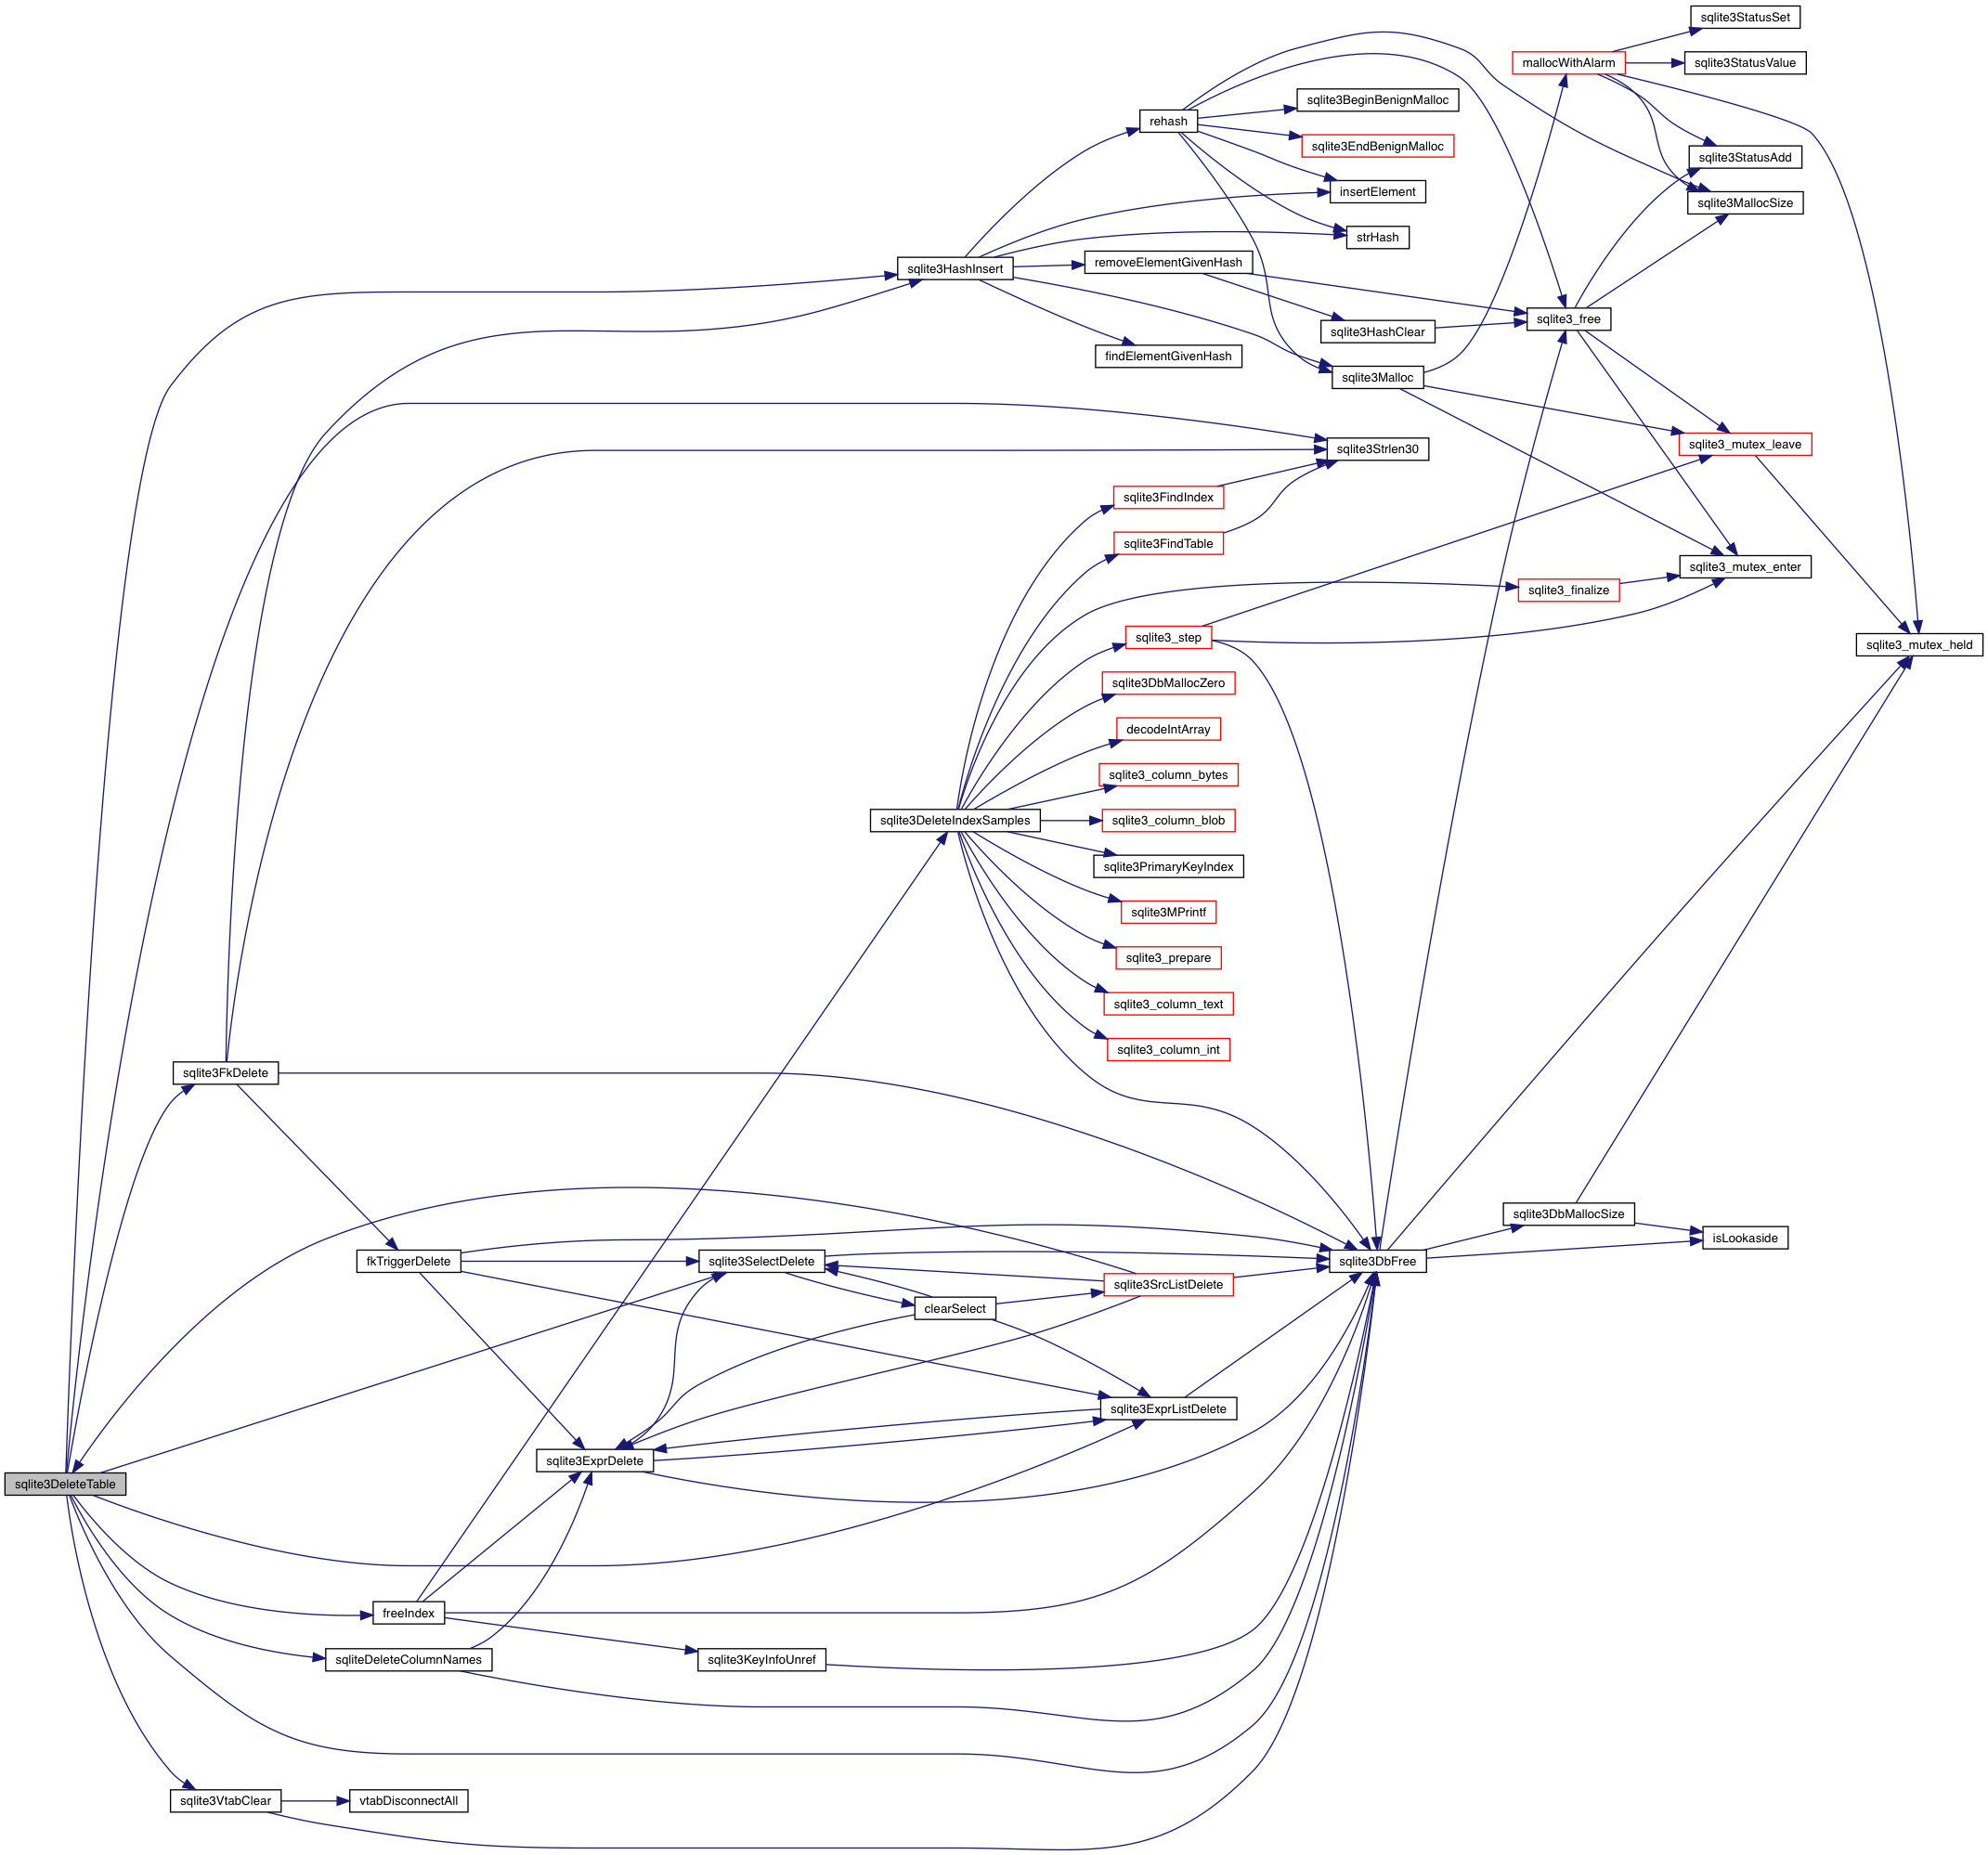 sqlite3StatusSet
mallocWithAlarm
sqlite3StatusValue
sqlite3BeginBenignMalloc
rehash
sqlite3EndBenignMalloc
sqlite3StatusAdd
insertElement
sqlite3MallocSize
strHash
removeElementGivenHash
sqlite3HashInsert
sqlite3_free
sqlite3HashClear
findElementGivenHash
sqlite3Malloc
sqlite3_mutex_leave
sqlite3Strlen30
sqlite3FindIndex
sqlite3FindTable
sqlite3_mutex_enter
sqlite3_finalize
sqlite3_step
sqlite3_mutex_held
sqlite3DbMallocZero
decodeIntArray
sqlite3_column_bytes
sqlite3DeleteIndexSamples
sqlite3_column_blob
sqlite3PrimaryKeyIndex
sqlite3MPrintf
sqlite3_prepare
sqlite3_column_text
sqlite3_column_int
sqlite3FkDelete
sqlite3DbMallocSize
isLookaside
fkTriggerDelete
sqlite3SelectDelete
sqlite3DbFree
sqlite3SrcListDelete
clearSelect
sqlite3ExprListDelete
sqlite3ExprDelete
sqlite3DeleteTable
freeIndex
sqliteDeleteColumnNames
sqlite3KeyInfoUnref
sqlite3VtabClear
vtabDisconnectAll